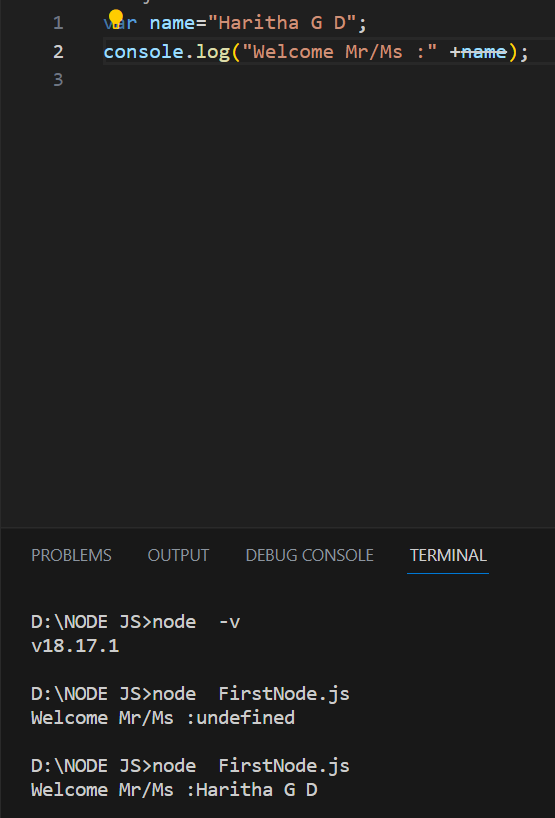 1 var name="Haritha G D";
2 console.log("Welcome Mr/Ms :" +name);
3
PROBLEMS OUTPUT DEBUG CONSOLE TERMINAL
D:\NODE JS>node  -v
v18.17.1
D:\NODE JS>node  FirstNode.js
Welcome Mr/Ms :undefined
D:\NODE JS>node  FirstNode.js
Welcome Mr/Ms :Haritha G D